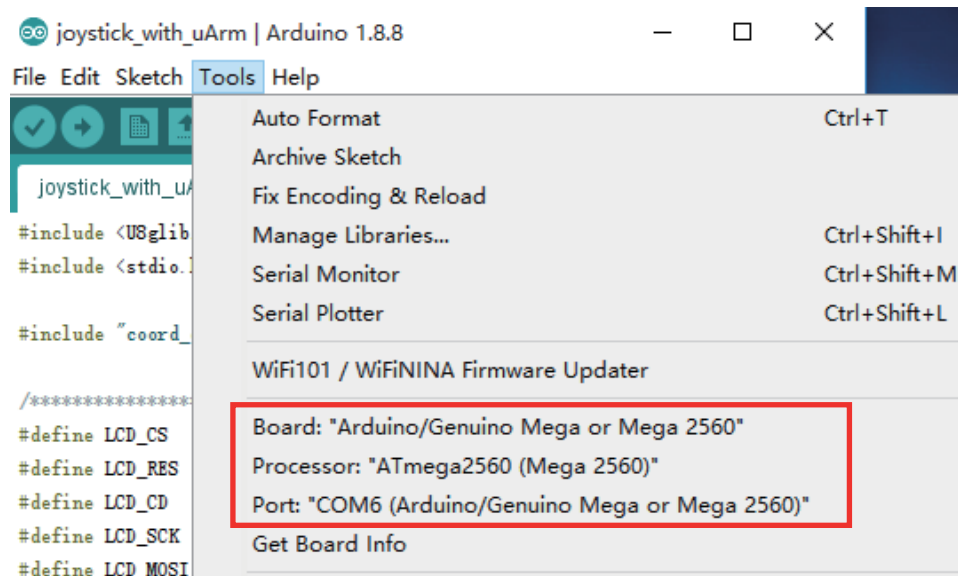 joystick_with_uArm | Arduino 1.8.8
File Edit Sketch Tools Help
Auto Format Ctrl+T
Archive Sketch
Fix Encoding & Reload
Manage Libraries... Ctrl+Shift+I
Serial Monitor Ctrl+Shift+M
Serial Plotter Ctrl+Shift+L
WiFi101 / WiFiNINA Firmware Updater
Board: "Arduino/Genuino Mega or Mega 2560"
Processor: "ATmega2560 (Mega 2560)"
Port: "COM6 (Arduino/Genuino Mega or Mega 2560)"
Get Board Info
joystick_with_uA
#include <U8glib
#include <stdio.
#include "coord_
/***************
#define LCD_CS
#define LCD_RES
#define LCD_CD
#define LCD_SCK
#define LCD_MOSI